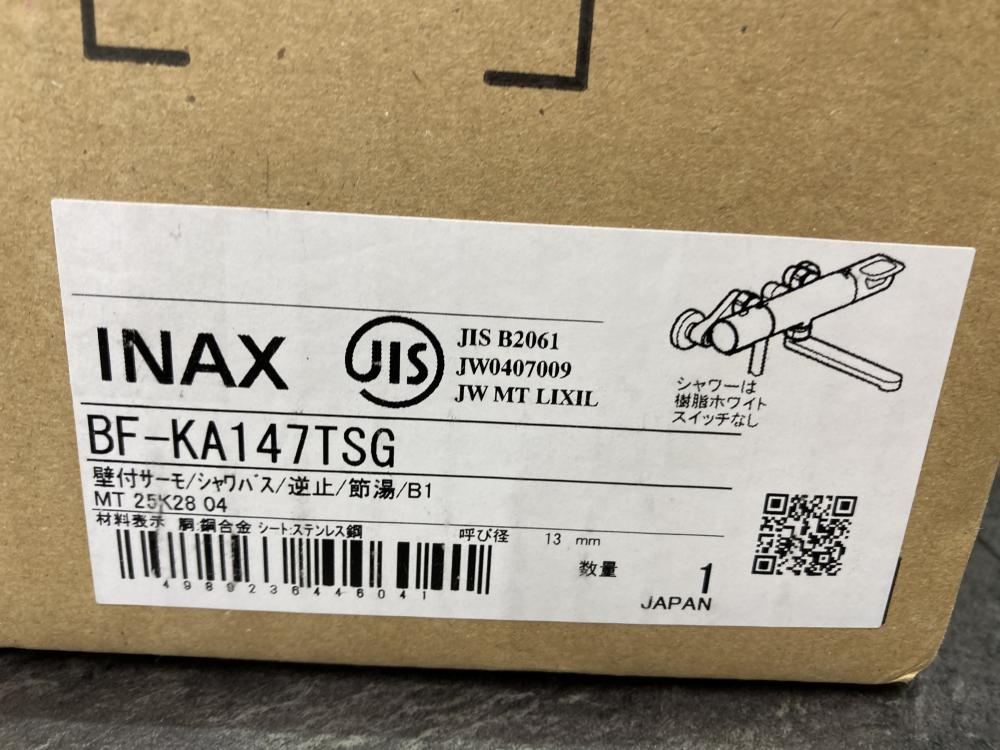 INAX
JIS
JIS B2061
JW0407009
JW MT LIXIL
シャワーは
樹脂ホワイト
スイッチなし
BF-KA147TSG
壁付サーモ/シャワバス/逆止/節湯/B1
MT 25K28 04
材料表示 胴:銅合金 シート:ステンレス鋼 呼び径 13 mm
数量 1
4989236446041
JAPAN